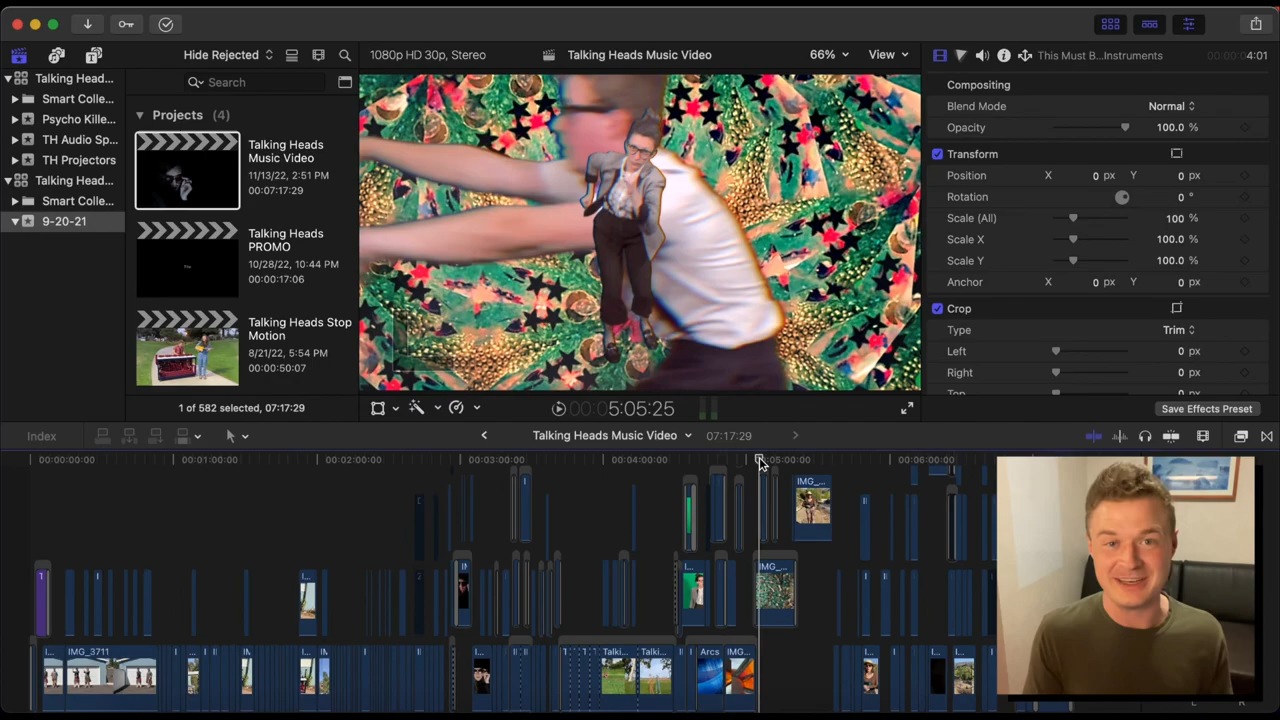 Hide Rejected
1080p HD 30p, Stereo
Talking Heads Music Video
66%
View
This Must B...Instruments
4:01
Talking Head...
Smart Colle...
Psycho Kille...
TH Audio Sp...
TH Projectors
Talking Head...
Smart Colle...
9-20-21
Search
Projects (4)
Talking Heads
Music Video
11/13/22, 2:51 PM
00:07:17:29
Talking Heads
PROMO
10/28/22, 10:44 PM
00:00:17:06
Talking Heads Stop
Motion
8/21/22, 5:54 PM
00:00:50:07
1 of 582 selected, 07:17:29
5:05:25
Compositing
Blend Mode Normal
Opacity 100.0 %
Transform
Position X 0 px Y 0 px
Rotation 0 °
Scale (All) 100 %
Scale X 100.0 %
Scale Y 100.0 %
Anchor X 0 px Y 0 px
Crop
Type Trim
Left 0 px
Right 0 px
Save Effects Preset
Index
Talking Heads Music Video
07:17:29
00:00:00:00 00:01:00:00 00:02:00:00 00:03:00:00 00:04:00:00 :05:00:00 00:06:00:00
IMG_...
IMG_...
IMG_3711
Talki...
Talki...
Arcs
IMG...
L R